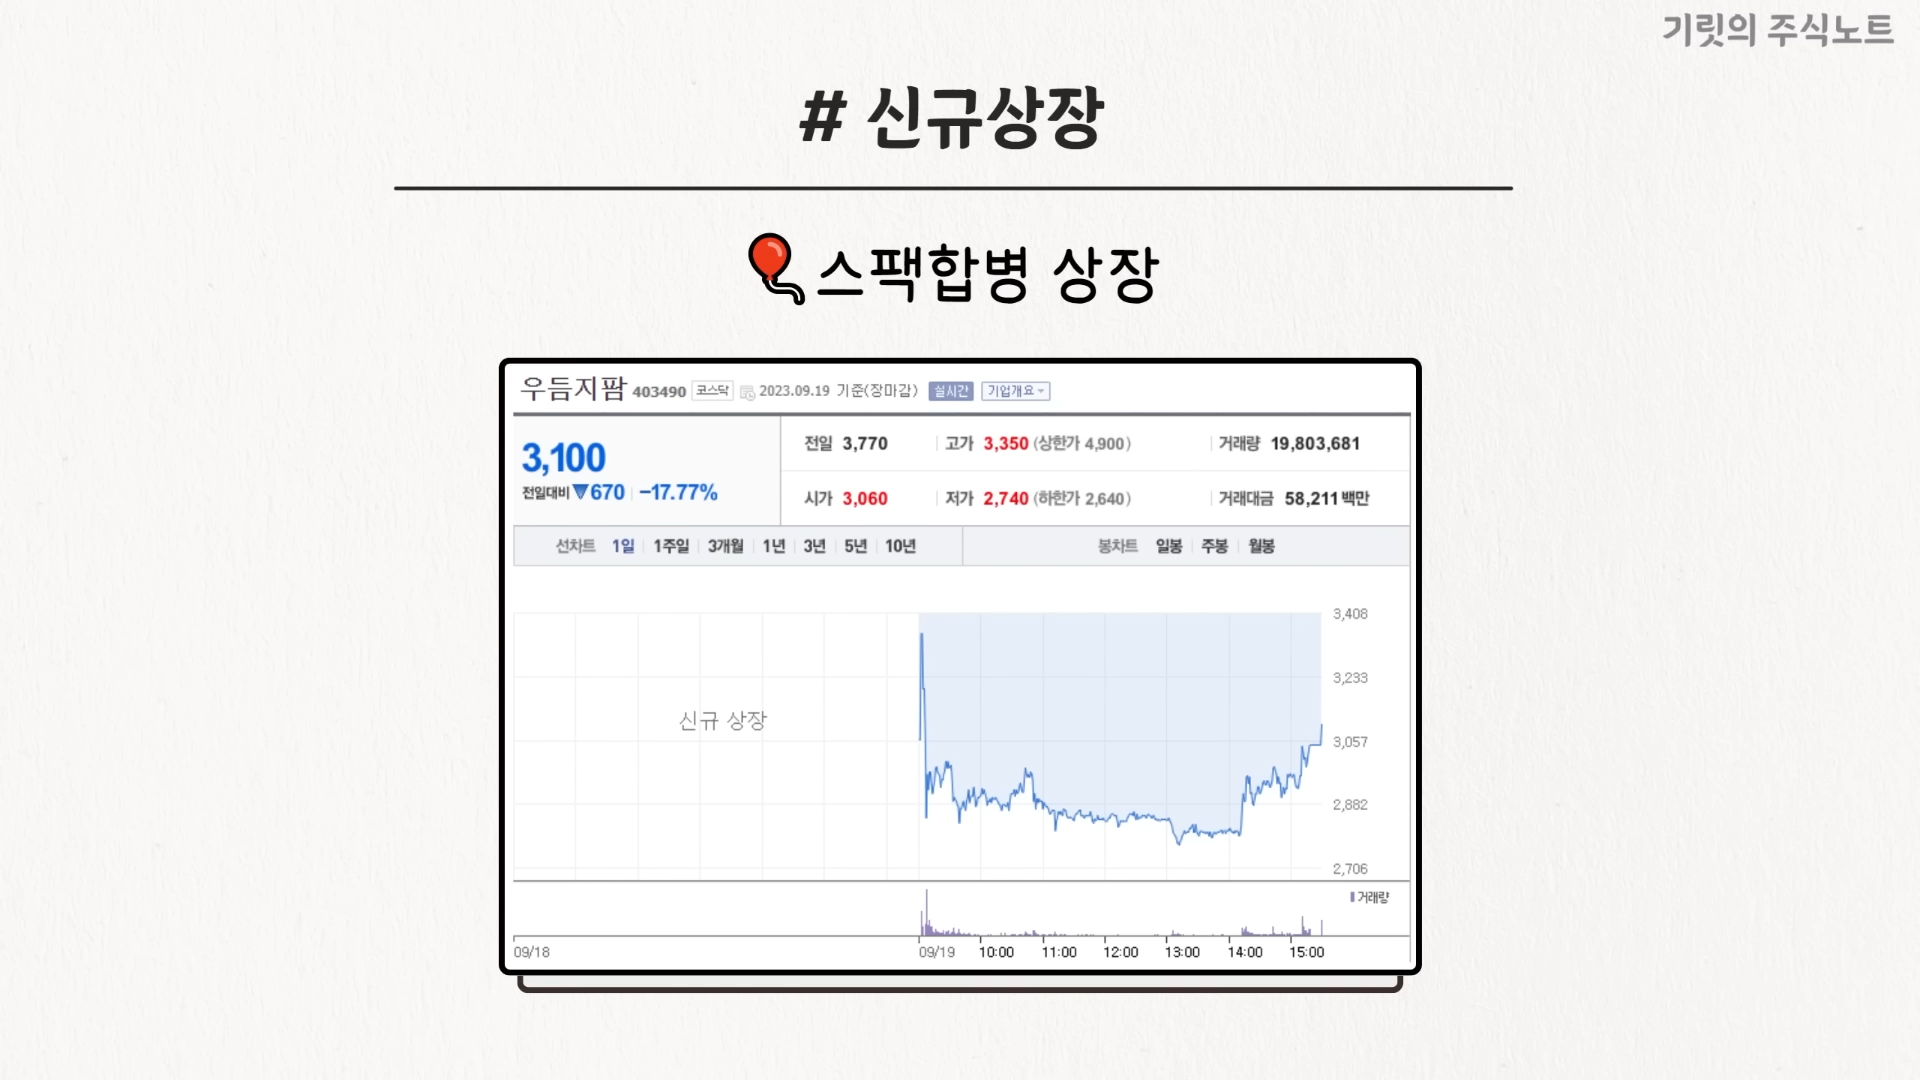 기릿의 주식노트
# 신규상장
스팩합병 상장
우듬지팜 403490 코스닥 2023.09.19 기준(장마감) 실시간 기업개요
3,100
전일대비 ▼670 -17.77%
전일 3,770 고가 3,350 (상한가 4,900) 거래량 19,803,681
시가 3,060 저가 2,740 (하한가 2,640) 거래대금 58,211 백만
선차트 1일 1주일 3개월 1년 3년 5년 10년 봉차트 일봉 주봉 월봉
3,408
3,233
신규 상장
3,057
2,882
2,706
거래량
09/18 09/19 10:00 11:00 12:00 13:00 14:00 15:00